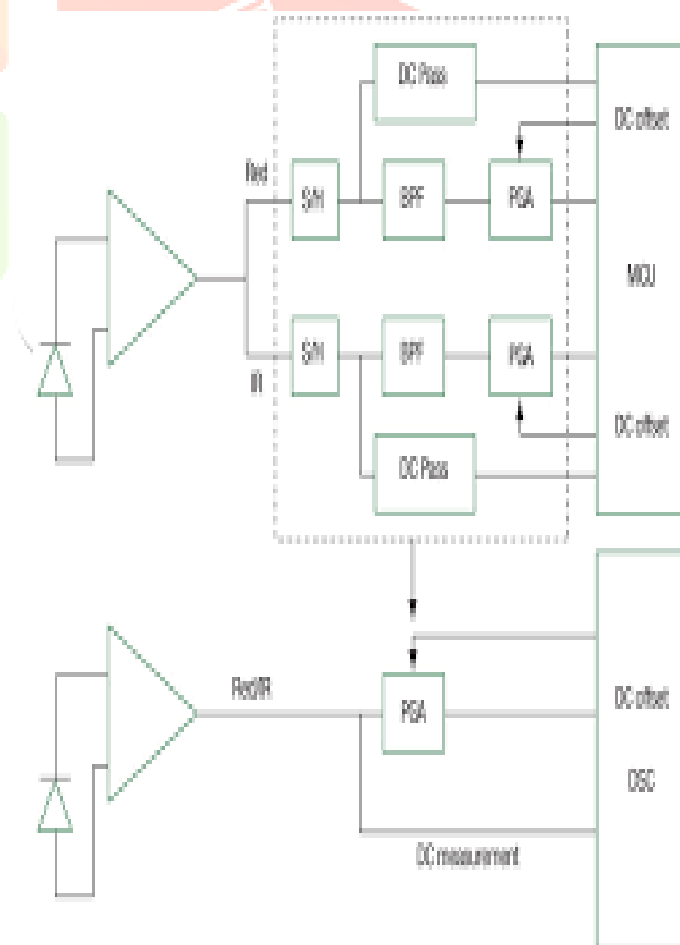 DC Pass
DC offset
Red
S/H
BPF
PGA
MCU
S/H
BPF
PGA
IR
DC offset
DC Pass
Red/IR
PGA
DC offset
DSC
DC measurement